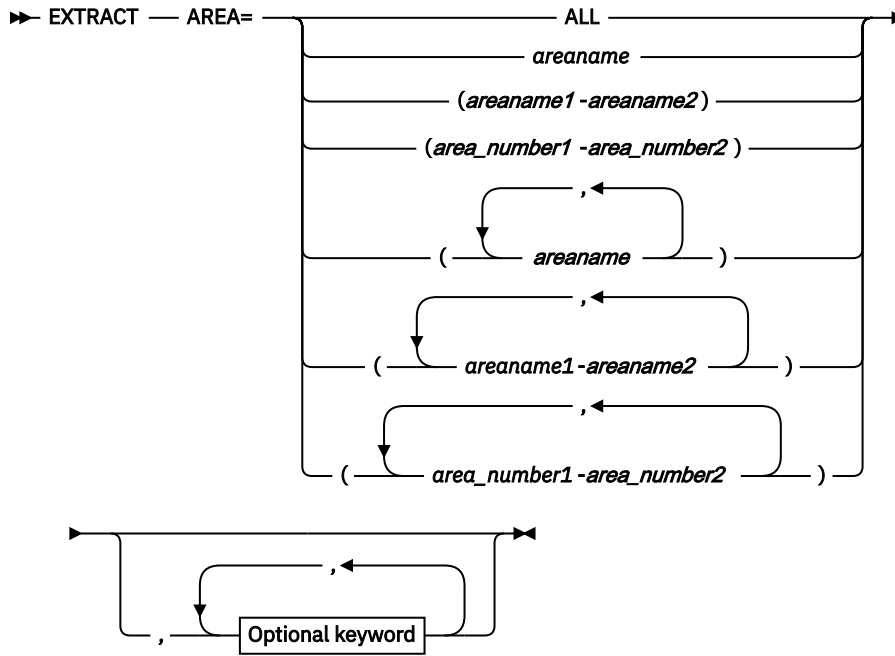 EXTRACT AREA= ALL
areaname
(areaname1-areaname2)
(area_number1-area_number2)
,
( areaname )
,
( areaname1-areaname2 )
,
( area_number1-area_number2 )
,
, Optional keyword